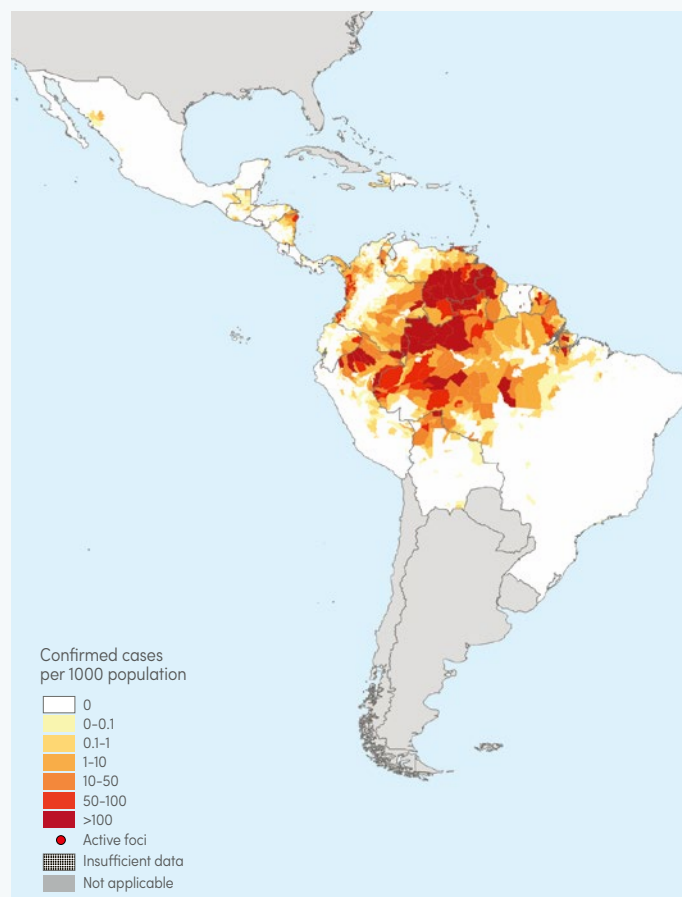 Confirmed cases
per 1000 population
0
0-0.1
0.1-1
1-10
10-50
50-100
>100
Active foci
Insufficient data
Not applicable